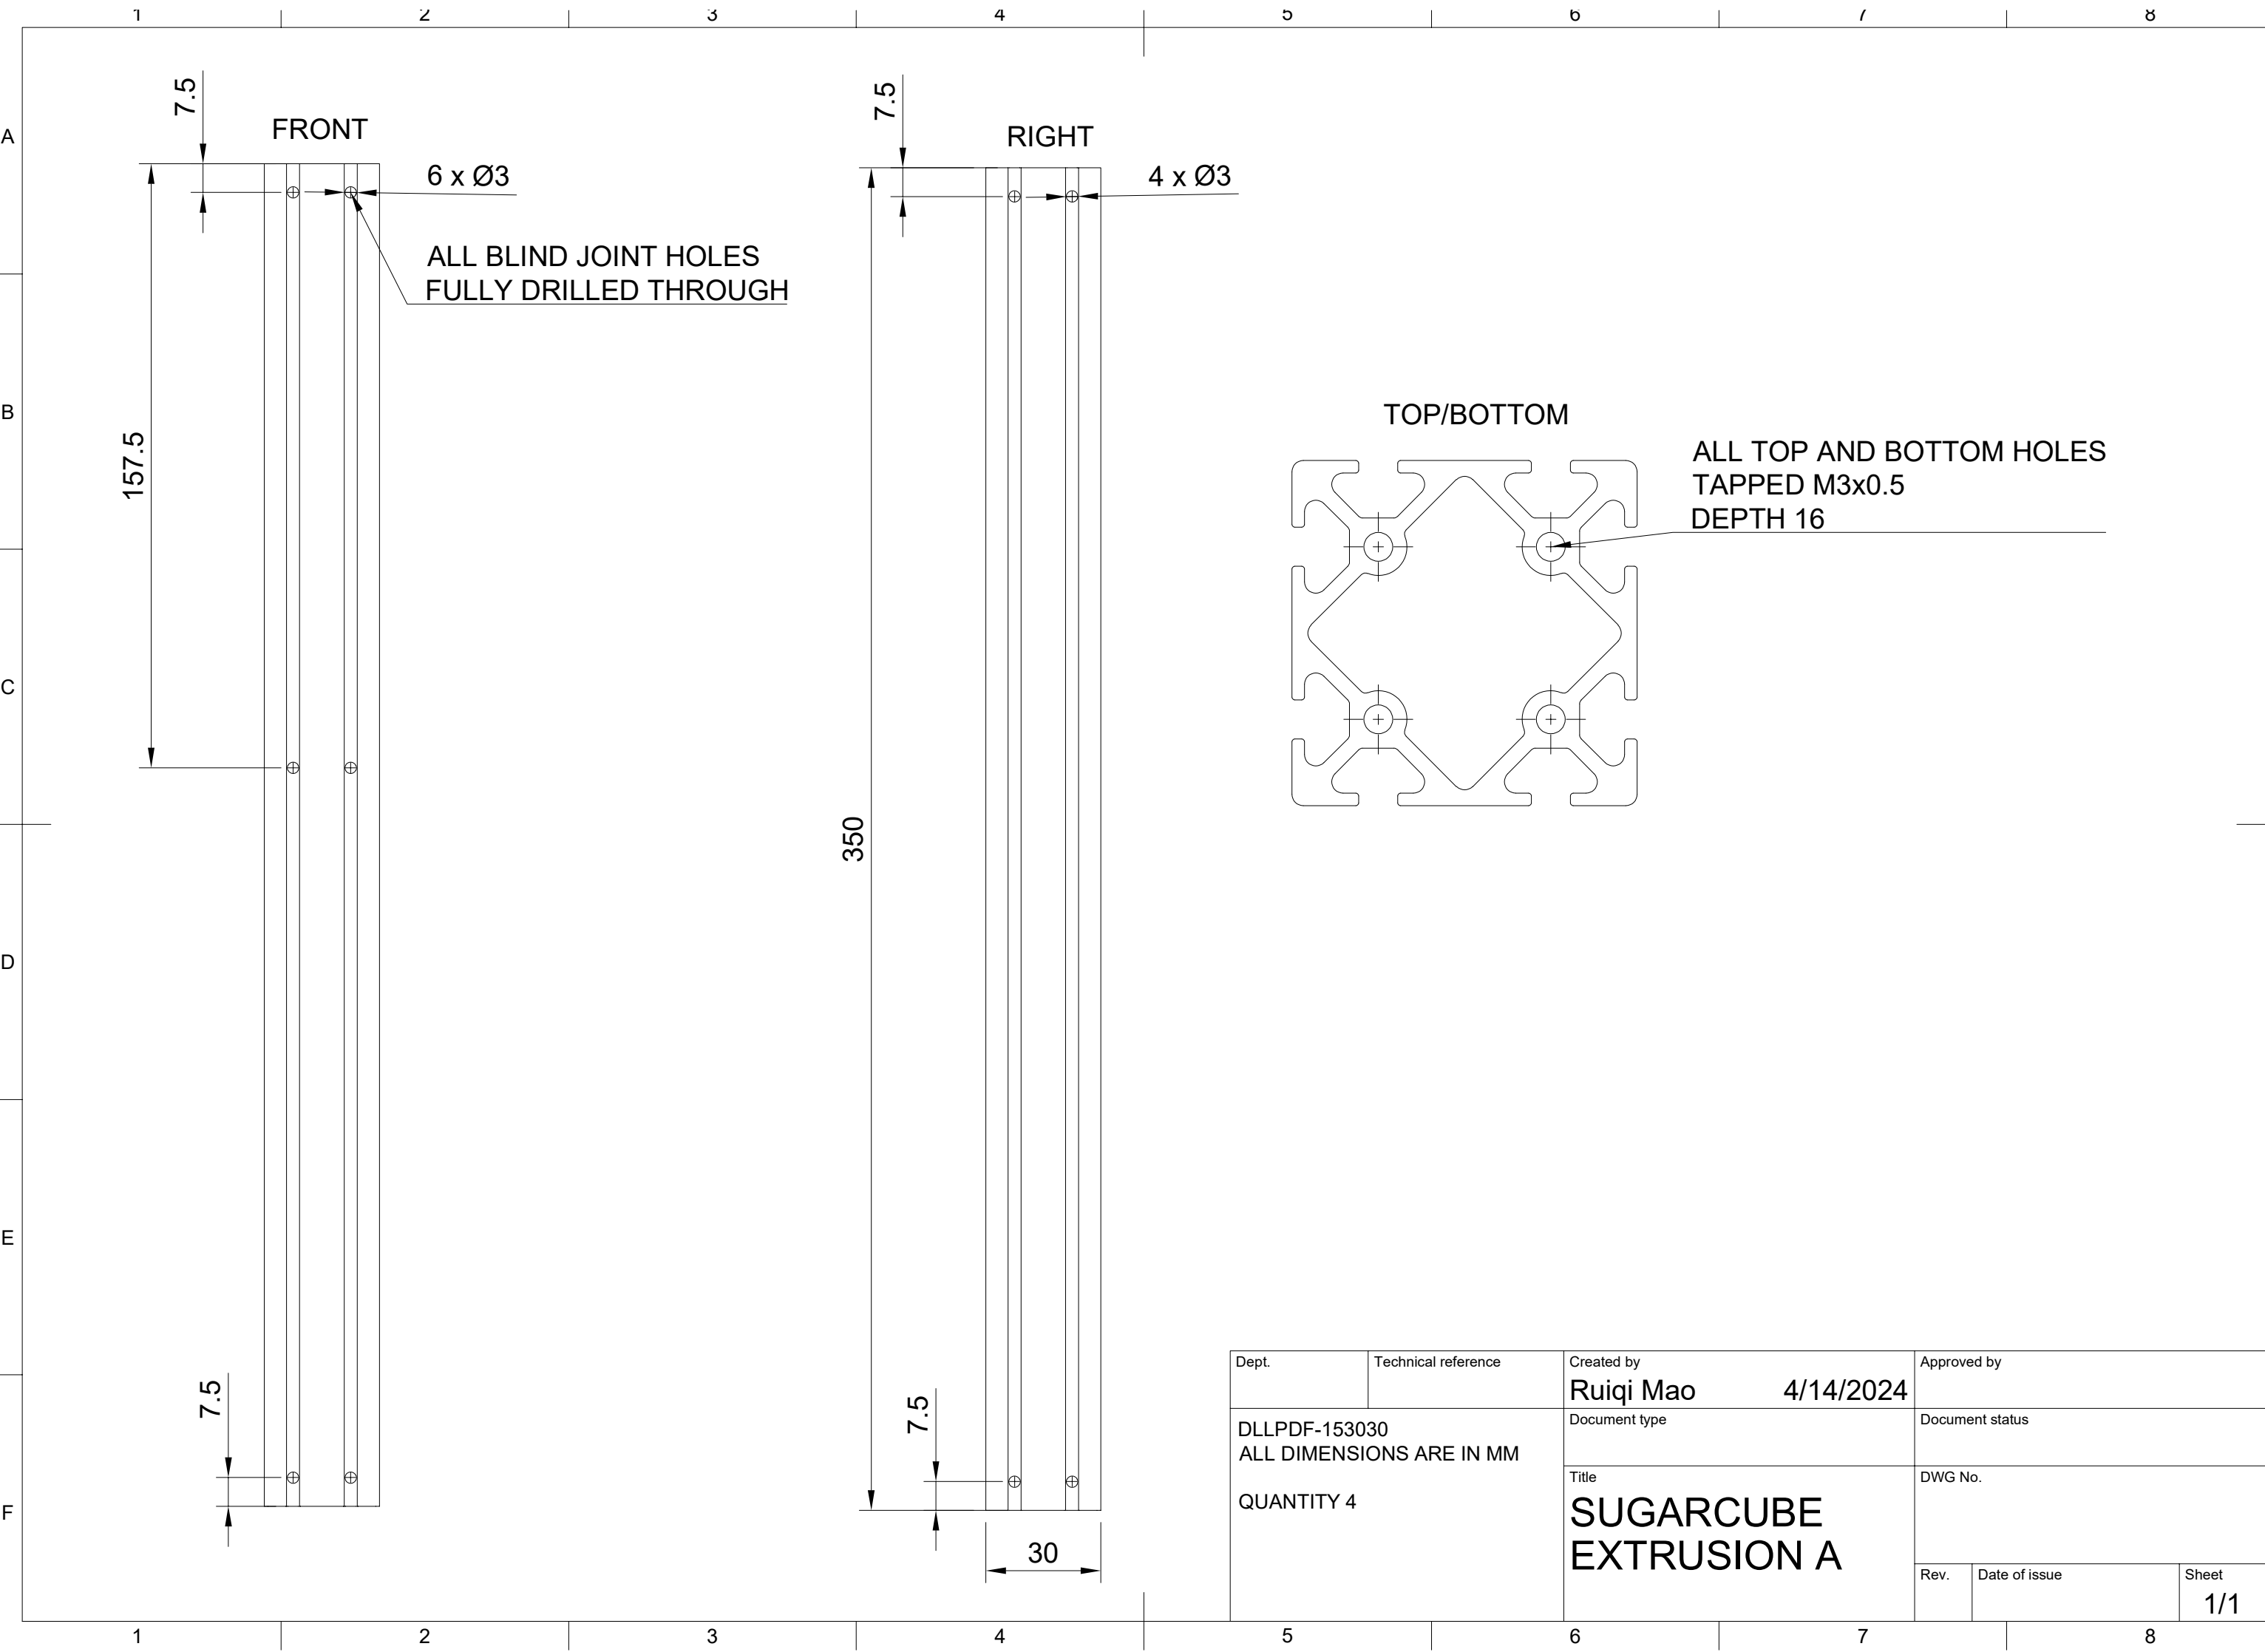 1 2 3 4 5 6 7 8
A
B
C
D
E
F
7.5
FRONT
6 x Ø3
ALL BLIND JOINT HOLES
FULLY DRILLED THROUGH
157.5
7.5
7.5
RIGHT
4 x Ø3
350
7.5
30
TOP/BOTTOM
ALL TOP AND BOTTOM HOLES
TAPPED M3x0.5
DEPTH 16
Dept.
Technical reference
Created by
Ruiqi Mao 4/14/2024
Approved by
DLLPDF-153030
ALL DIMENSIONS ARE IN MM
QUANTITY 4
Document type
Document status
Title
SUGARCUBE
EXTRUSION A
DWG No.
Rev.
Date of issue
Sheet
1/1
1 2 3 4 5 6 7 8